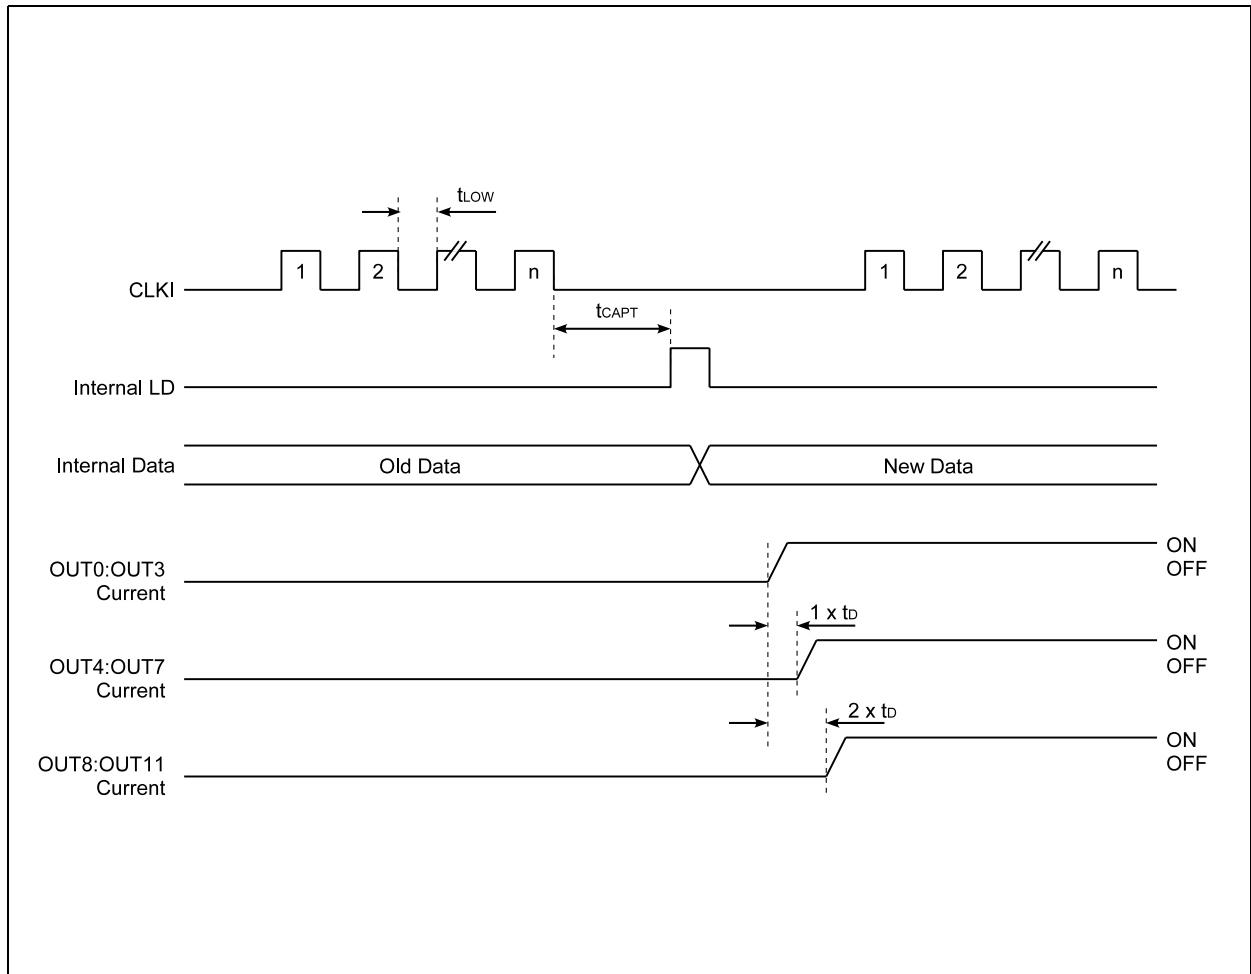 tLOW
CLKI
1
2
n
1
2
n
tCAPT
Internal LD
Internal Data
Old Data
New Data
OUT0:OUT3
Current
ON
OFF
1 x tD
OUT4:OUT7
Current
ON
OFF
2 x tD
OUT8:OUT11
Current
ON
OFF